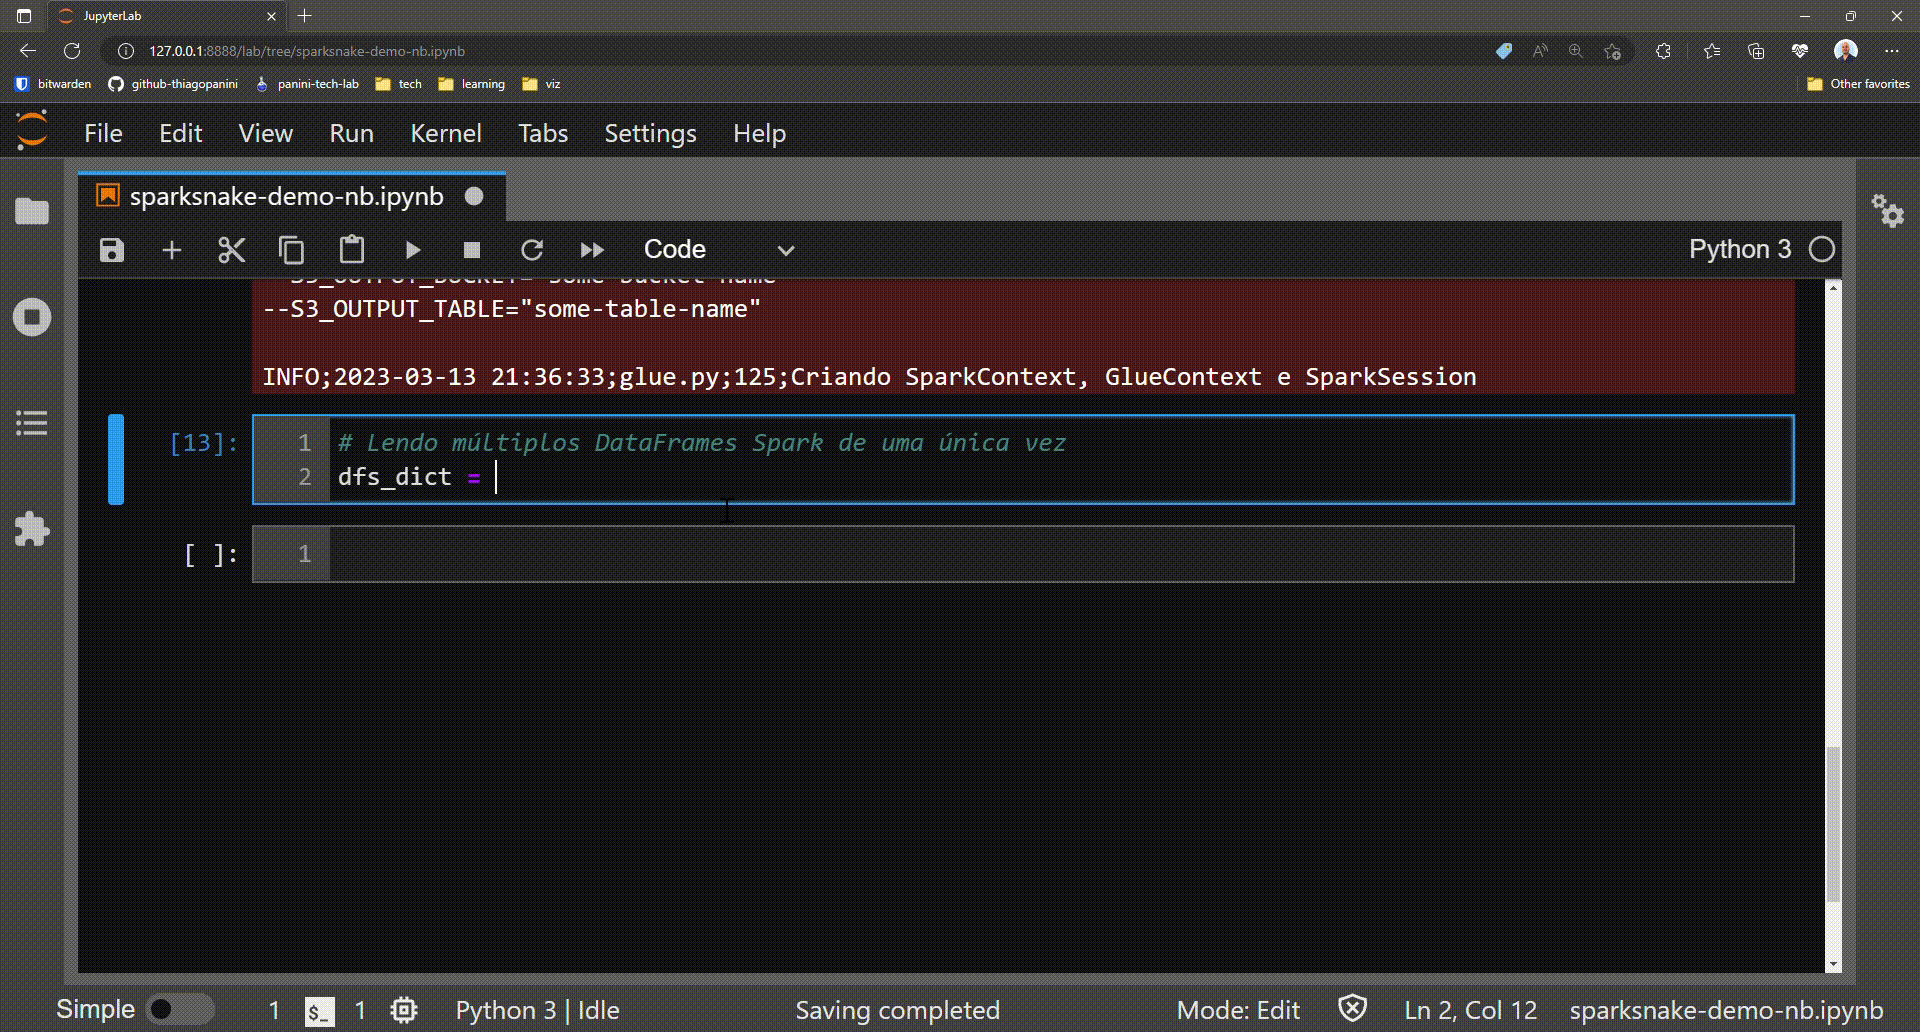 JupyterLab
127.0.0.1:8888/lab/tree/sparksnake-demo-nb.ipynb
bitwarden github-thiagopanini panini-tech-lab tech learning viz Other favorites
File Edit View Run Kernel Tabs Settings Help
sparksnake-demo-nb.ipynb
Code Python 3
--S3_OUTPUT_TABLE="some-table-name"
INFO;2023-03-13 21:36:33;glue.py;125;Criando SparkContext, GlueContext e SparkSession
[13]: 1 # Lendo múltiplos DataFrames Spark de uma única vez
2 dfs_dict =
[ ]: 1
Simple 1 $_ 1 Python 3 | Idle Saving completed Mode: Edit Ln 2, Col 12 sparksnake-demo-nb.ipynb